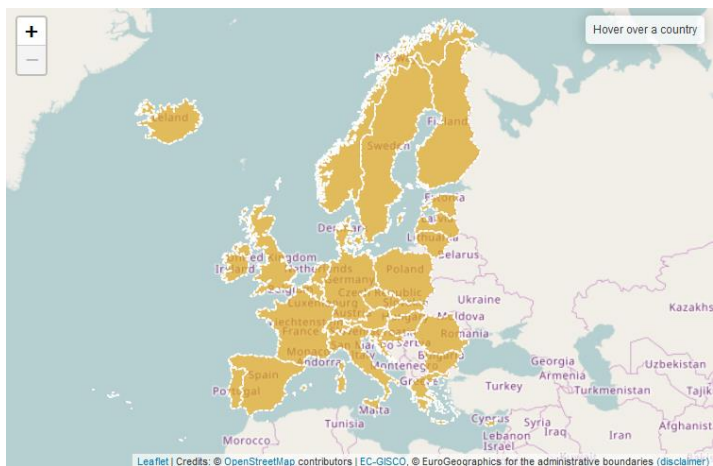 +
−
Hover over a country
Norway
Iceland
Finland
Sweden
Estonia
Latvia
Denmark
Lithuania
United Kingdom
Ireland
Netherlands
Belarus
Poland
Germany
Belgium
Czech Republic
Luxembourg
Ukraine
Slovakia
Austria
Hungary
Moldova
Kazakhs
Liechtenstein
France
Romania
San Mar
Serbia
Monaco
Italy
Bulgaria
Andorra
Montenegro
Georgia
Uzbekistan
Spain
Armenia
Portugal
Greece
Turkey
Turkmenistan
Tajik
Malta
Tunisia
Cyprus
Syria
Afghanist
Lebanon
Iraq
Iran
Israel
Morocco
Leaflet | Credits: © OpenStreetMap contributors | EC-GISCO, © EuroGeographics for the administrative boundaries (disclaimer)